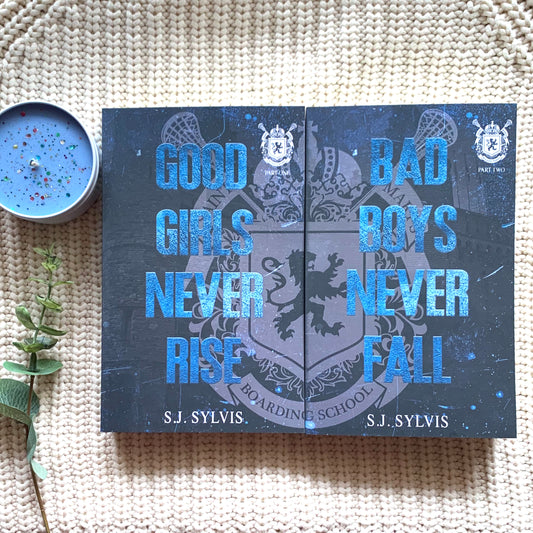 PART ONE
GOOD
GIRLS
NEVER
RISE
S.J. SYLVIS
PART TWO
BAD
BOYS
NEVER
FALL
S.J. SYLVIS
BOARDING SCHOOL